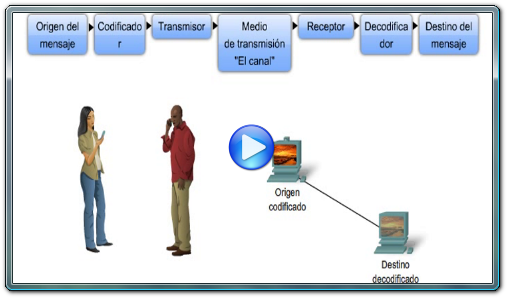 Origen del
mensaje
Codificado
r
Transmisor
Medio
de transmisión
"El canal"
Receptor
Decodifica
dor
Destino del
mensaje
Origen
codificado
Destino
decodificado